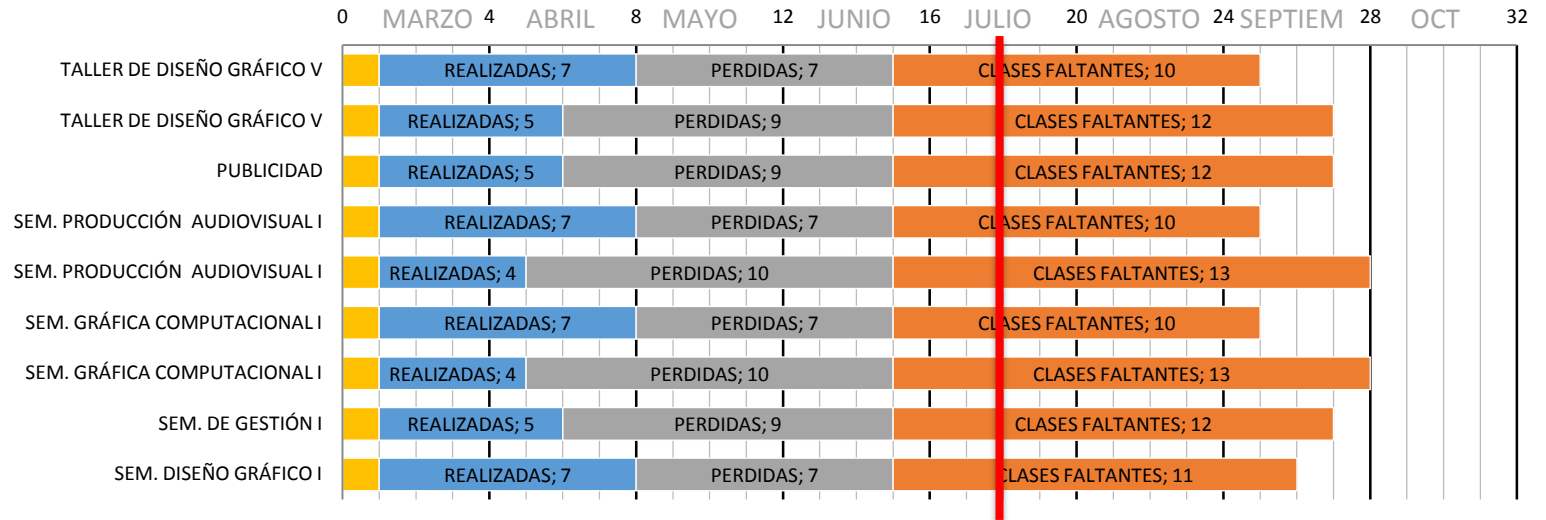 0 MARZO 4 ABRIL 8 MAYO 12 JUNIO 16 JULIO 20 AGOSTO 24 SEPTIEM 28 OCT 32
TALLER DE DISEÑO GRÁFICO V REALIZADAS; 7 PERDIDAS; 7 CLASES FALTANTES; 10
TALLER DE DISEÑO GRÁFICO V REALIZADAS; 5 PERDIDAS; 9 CLASES FALTANTES; 12
PUBLICIDAD REALIZADAS; 5 PERDIDAS; 9 CLASES FALTANTES; 12
SEM. PRODUCCIÓN AUDIOVISUAL I REALIZADAS; 7 PERDIDAS; 7 CLASES FALTANTES; 10
SEM. PRODUCCIÓN AUDIOVISUAL I REALIZADAS; 4 PERDIDAS; 10 CLASES FALTANTES; 13
SEM. GRÁFICA COMPUTACIONAL I REALIZADAS; 7 PERDIDAS; 7 CLASES FALTANTES; 10
SEM. GRÁFICA COMPUTACIONAL I REALIZADAS; 4 PERDIDAS; 10 CLASES FALTANTES; 13
SEM. DE GESTIÓN I REALIZADAS; 5 PERDIDAS; 9 CLASES FALTANTES; 12
SEM. DISEÑO GRÁFICO I REALIZADAS; 7 PERDIDAS; 7 CLASES FALTANTES; 11